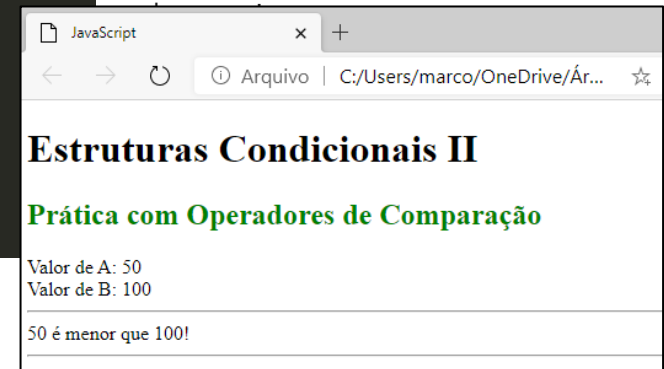 JavaScript
Arquivo | C:/Users/marco/OneDrive/Ár...
Estruturas Condicionais II
Prática com Operadores de Comparação
Valor de A: 50
Valor de B: 100
50 é menor que 100!